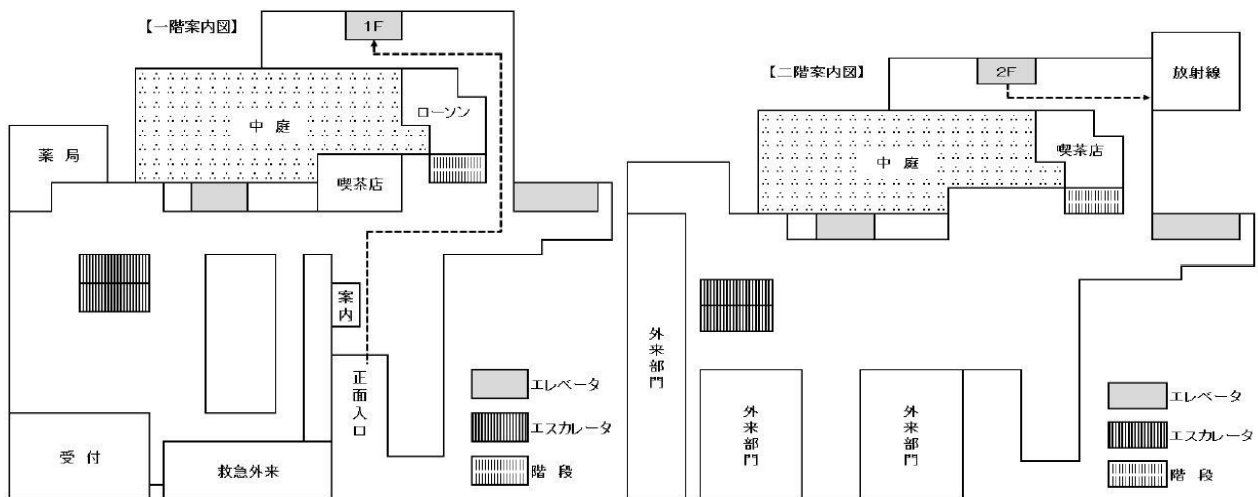 【一階案内図】
1F
ローソン
中庭
薬局
喫茶店
案内
正面入口
エレベータ
エスカレータ
階段
受付
救急外来
【二階案内図】
2F
放射線
喫茶店
中庭
外来部門
外来部門
外来部門
エレベータ
エスカレータ
階段